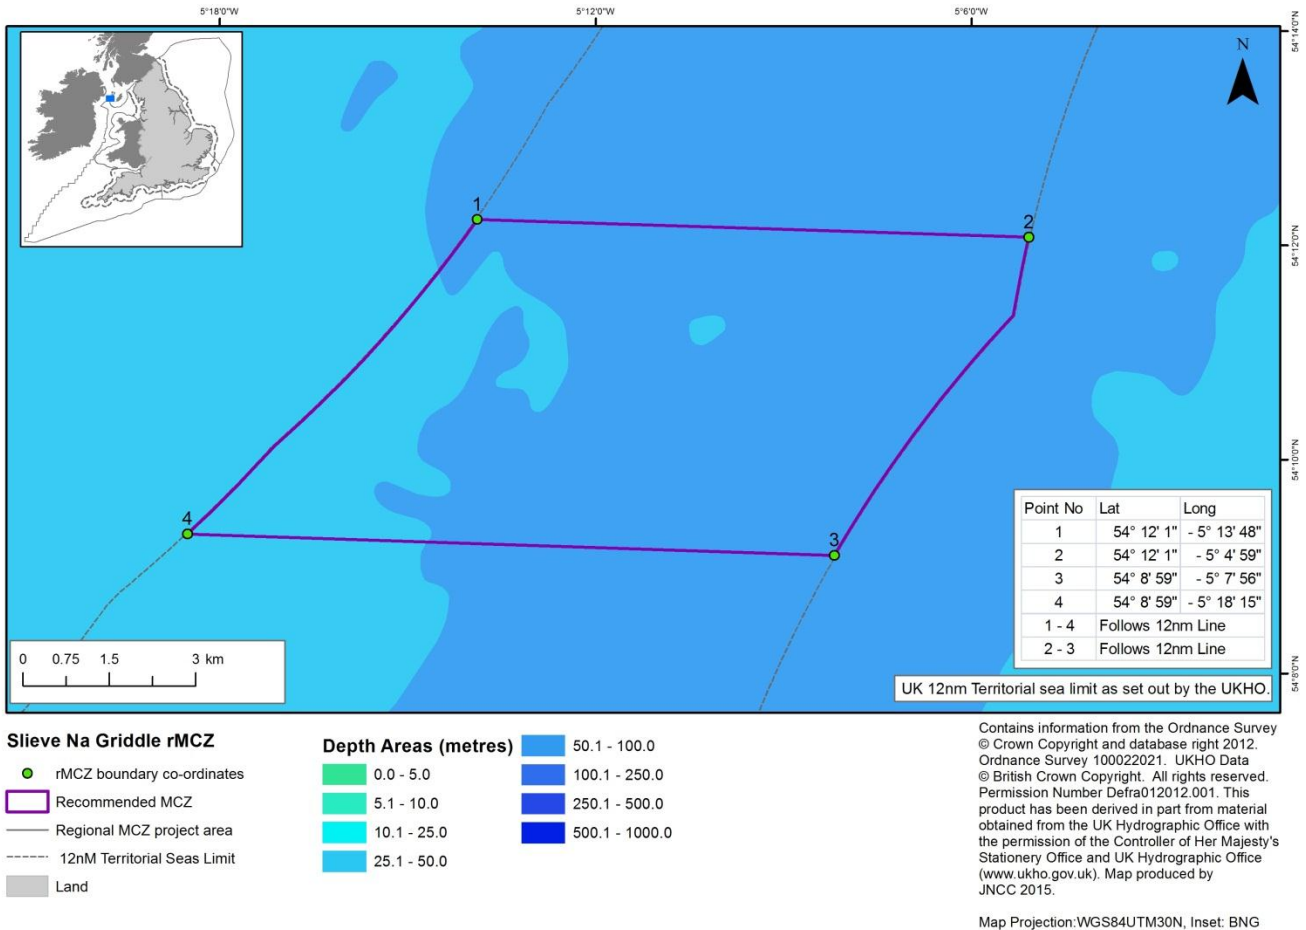 5°18'0"W 5°12'0"W 5°6'0"W
54°14'0"N
N
1
2
54°12'0"N
54°10'0"N
4
3
Point No Lat Long
1 54° 12' 1" - 5° 13' 48"
2 54° 12' 1" - 5° 4' 59"
3 54° 8' 59" - 5° 7' 56"
4 54° 8' 59" - 5° 18' 15"
1 - 4 Follows 12nm Line
2 - 3 Follows 12nm Line
0 0.75 1.5 3 km
54°8'0"N
UK 12nm Territorial sea limit as set out by the UKHO.
Slieve Na Griddle rMCZ
rMCZ boundary co-ordinates
Recommended MCZ
Regional MCZ project area
12nM Territorial Seas Limit
Land
Depth Areas (metres)
0.0 - 5.0
5.1 - 10.0
10.1 - 25.0
25.1 - 50.0
50.1 - 100.0
100.1 - 250.0
250.1 - 500.0
500.1 - 1000.0
Contains information from the Ordnance Survey
© Crown Copyright and database right 2012.
Ordnance Survey 100022021. UKHO Data
© British Crown Copyright. All rights reserved.
Permission Number Defra012012.001. This
product has been derived in part from material
obtained from the UK Hydrographic Office with
the permission of the Controller of Her Majesty's
Stationery Office and UK Hydrographic Office
(www.ukho.gov.uk). Map produced by
JNCC 2015.
Map Projection:WGS84UTM30N, Inset: BNG